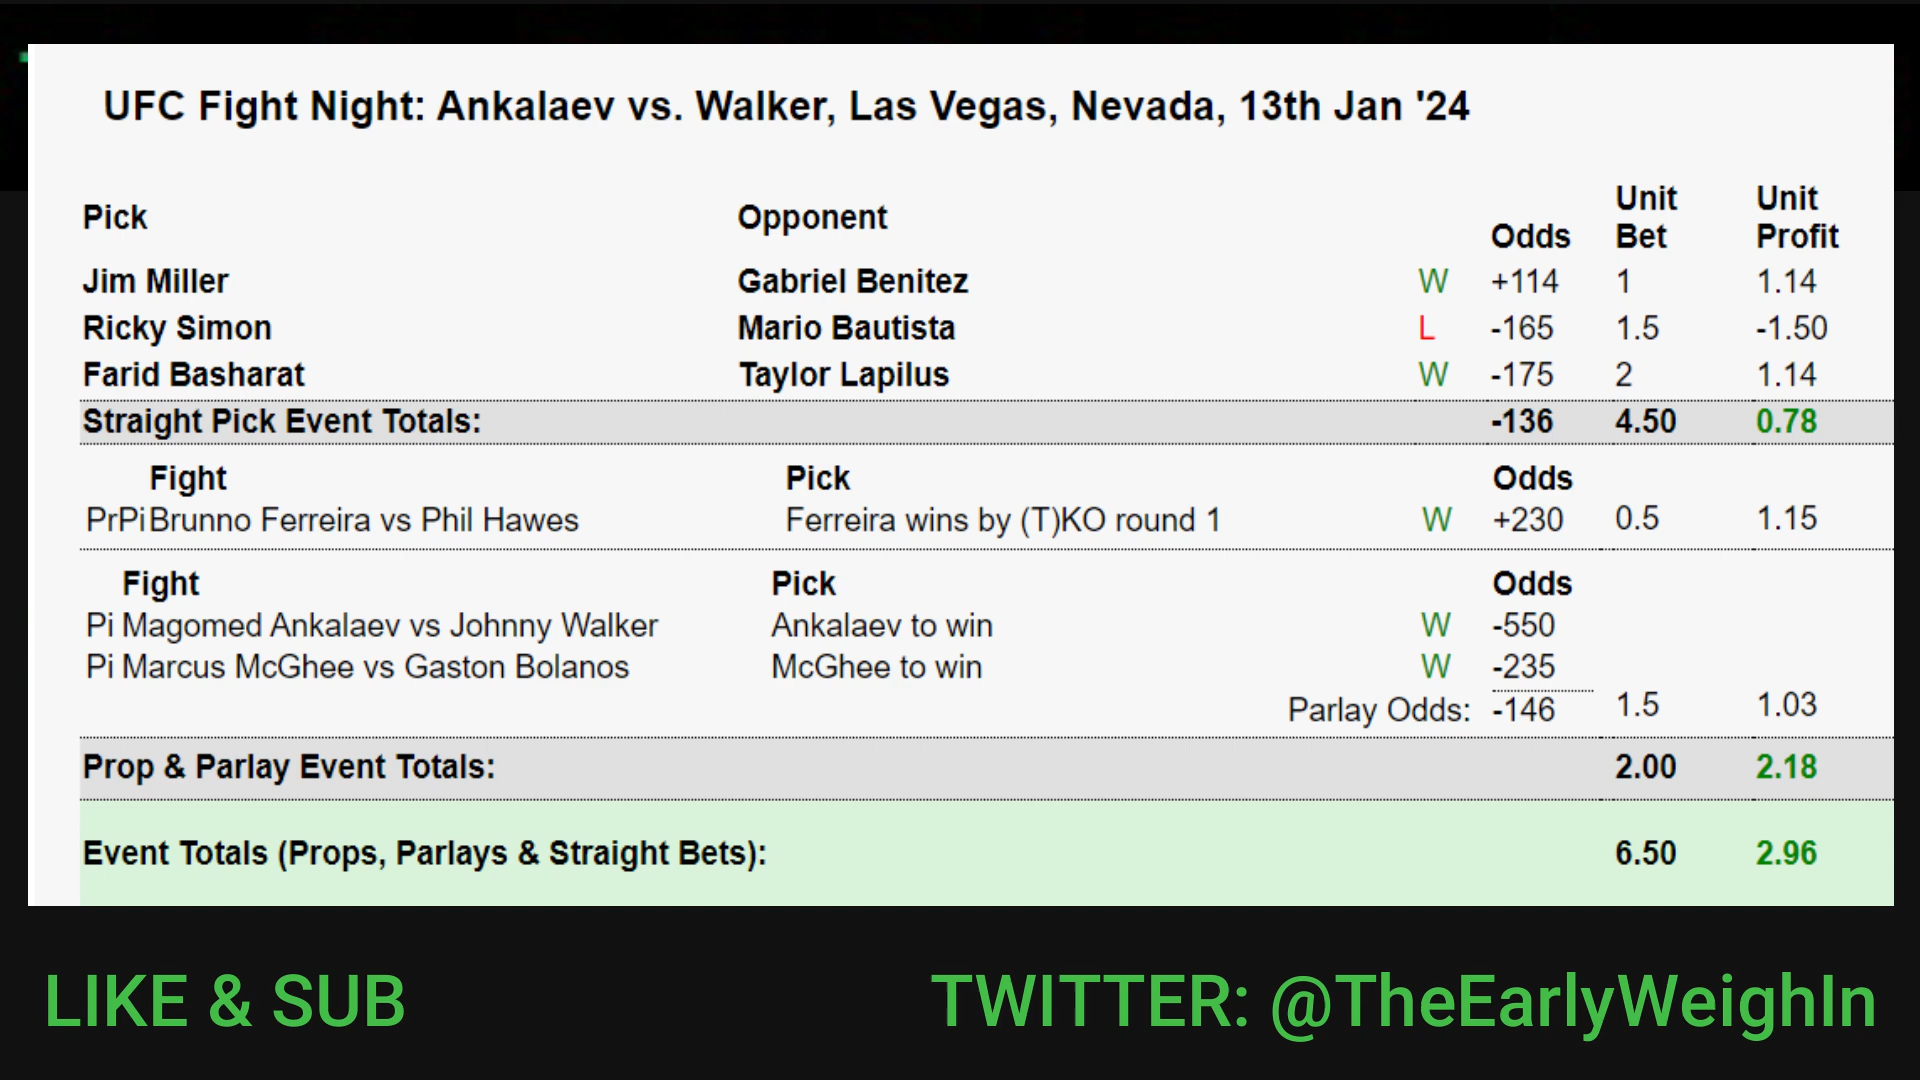 UFC Fight Night: Ankalaev vs. Walker, Las Vegas, Nevada, 13th Jan '24
Pick Opponent Odds Unit Bet Unit Profit
Jim Miller Gabriel Benitez W +114 1 1.14
Ricky Simon Mario Bautista L -165 1.5 -1.50
Farid Basharat Taylor Lapilus W -175 2 1.14
Straight Pick Event Totals: -136 4.50 0.78
Fight Pick Odds
PrPi Brunno Ferreira vs Phil Hawes Ferreira wins by (T)KO round 1 W +230 0.5 1.15
Fight Pick Odds
Pi Magomed Ankalaev vs Johnny Walker Ankalaev to win W -550
Pi Marcus McGhee vs Gaston Bolanos McGhee to win W -235
Parlay Odds: -146 1.5 1.03
Prop & Parlay Event Totals: 2.00 2.18
Event Totals (Props, Parlays & Straight Bets): 6.50 2.96
LIKE & SUB TWITTER: @TheEarlyWeighIn